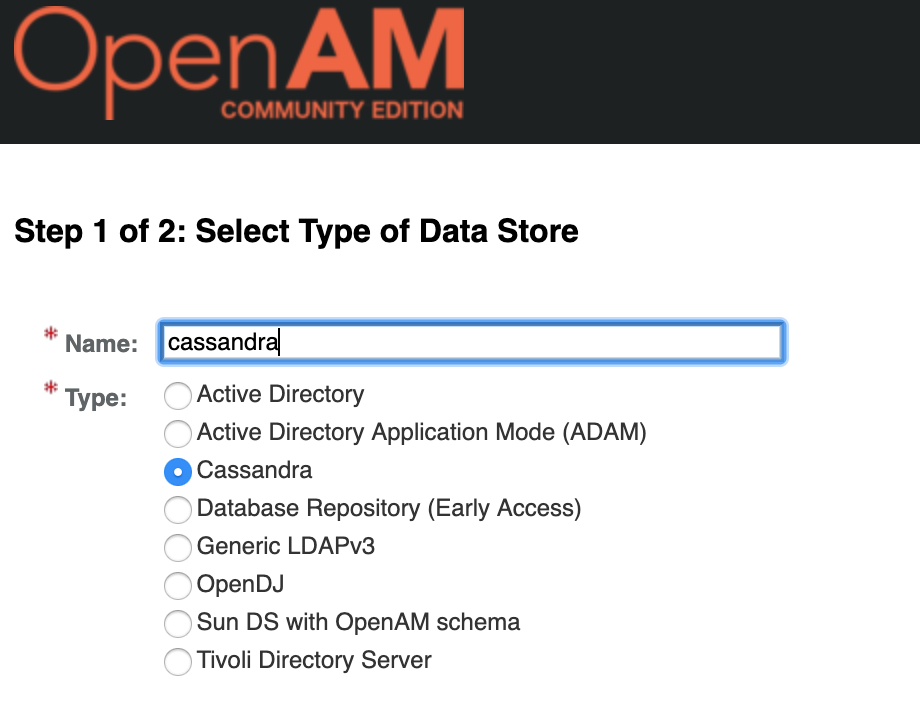 OpenAM
COMMUNITY EDITION
Step 1 of 2: Select Type of Data Store
* Name: cassandra
* Type: Active Directory
Active Directory Application Mode (ADAM)
Cassandra
Database Repository (Early Access)
Generic LDAPv3
OpenDJ
Sun DS with OpenAM schema
Tivoli Directory Server